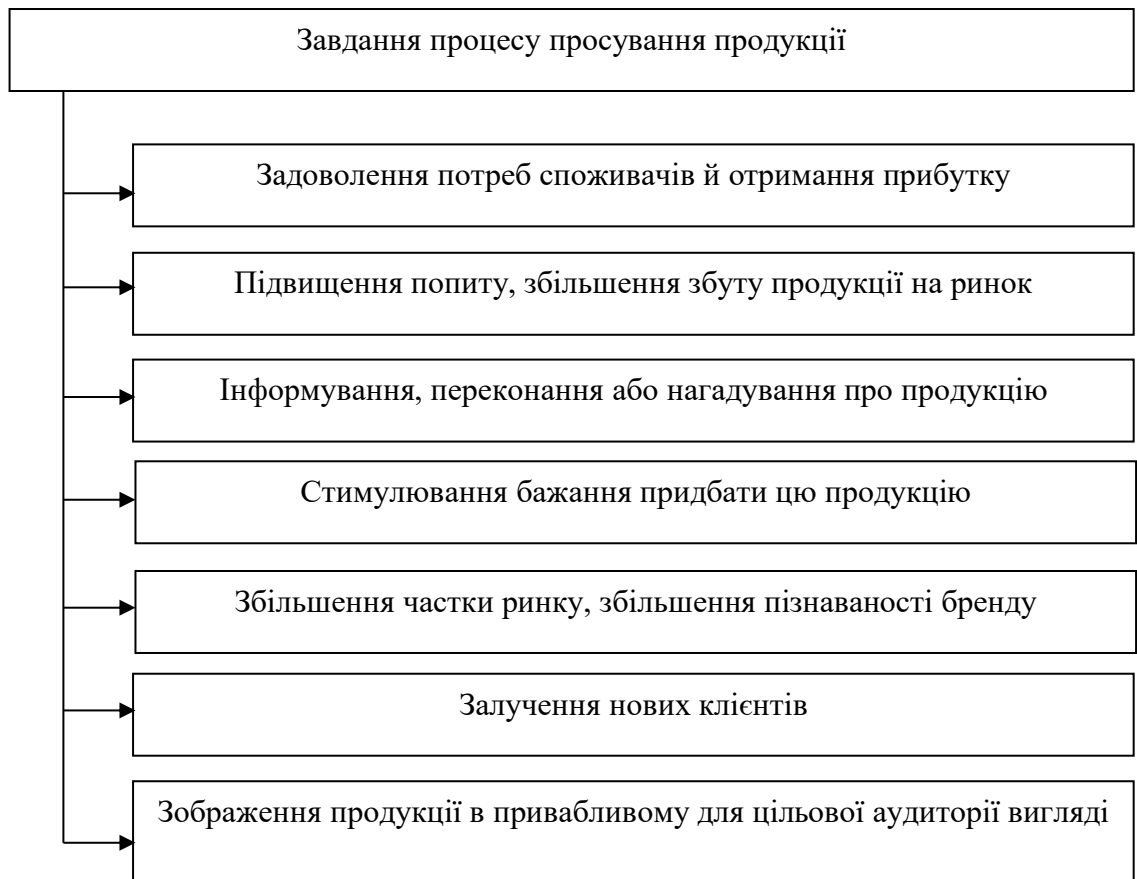 Завдання процесу просування продукції
Задоволення потреб споживачів й отримання прибутку
Підвищення попиту, збільшення збуту продукції на ринок
Інформування, переконання або нагадування про продукцію
Стимулювання бажання придбати цю продукцію
Збільшення частки ринку, збільшення пізнаваності бренду
Залучення нових клієнтів
Зображення продукції в привабливому для цільової аудиторії вигляді